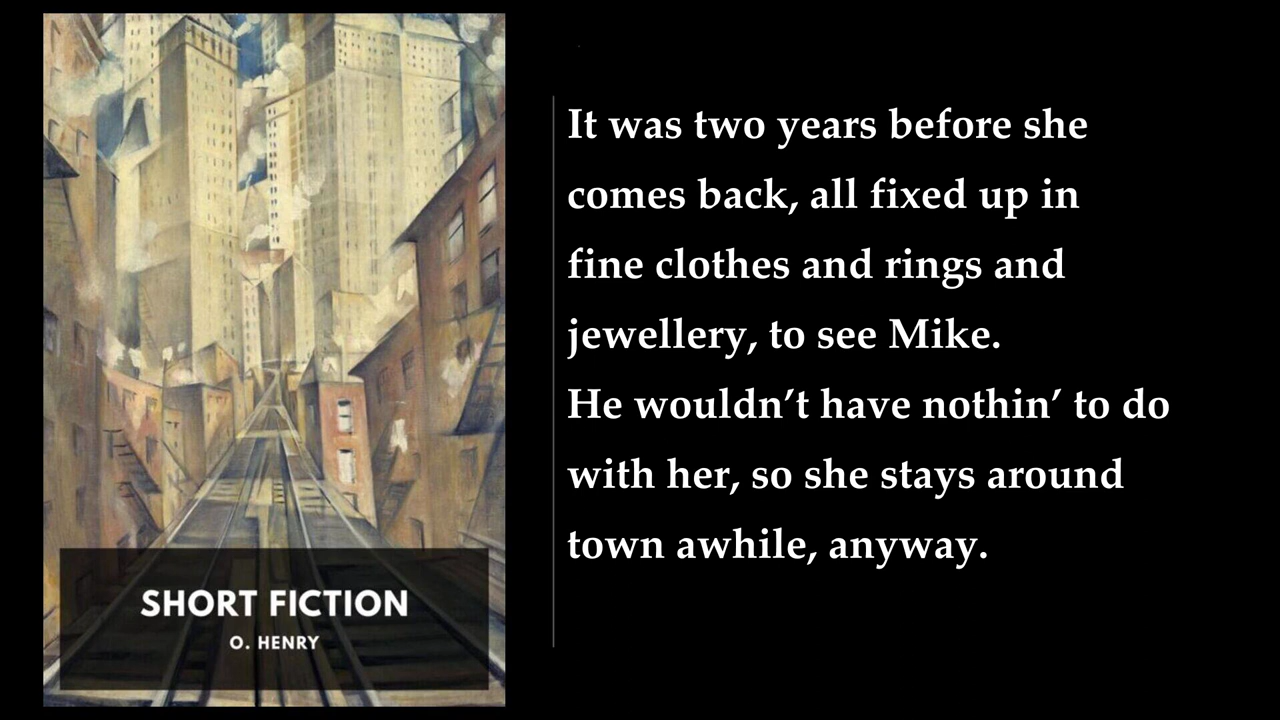 It was two years before she
comes back, all fixed up in
fine clothes and rings and
jewellery, to see Mike.
He wouldn’t have nothin’ to do
with her, so she stays around
town awhile, anyway.
SHORT FICTION
O. HENRY